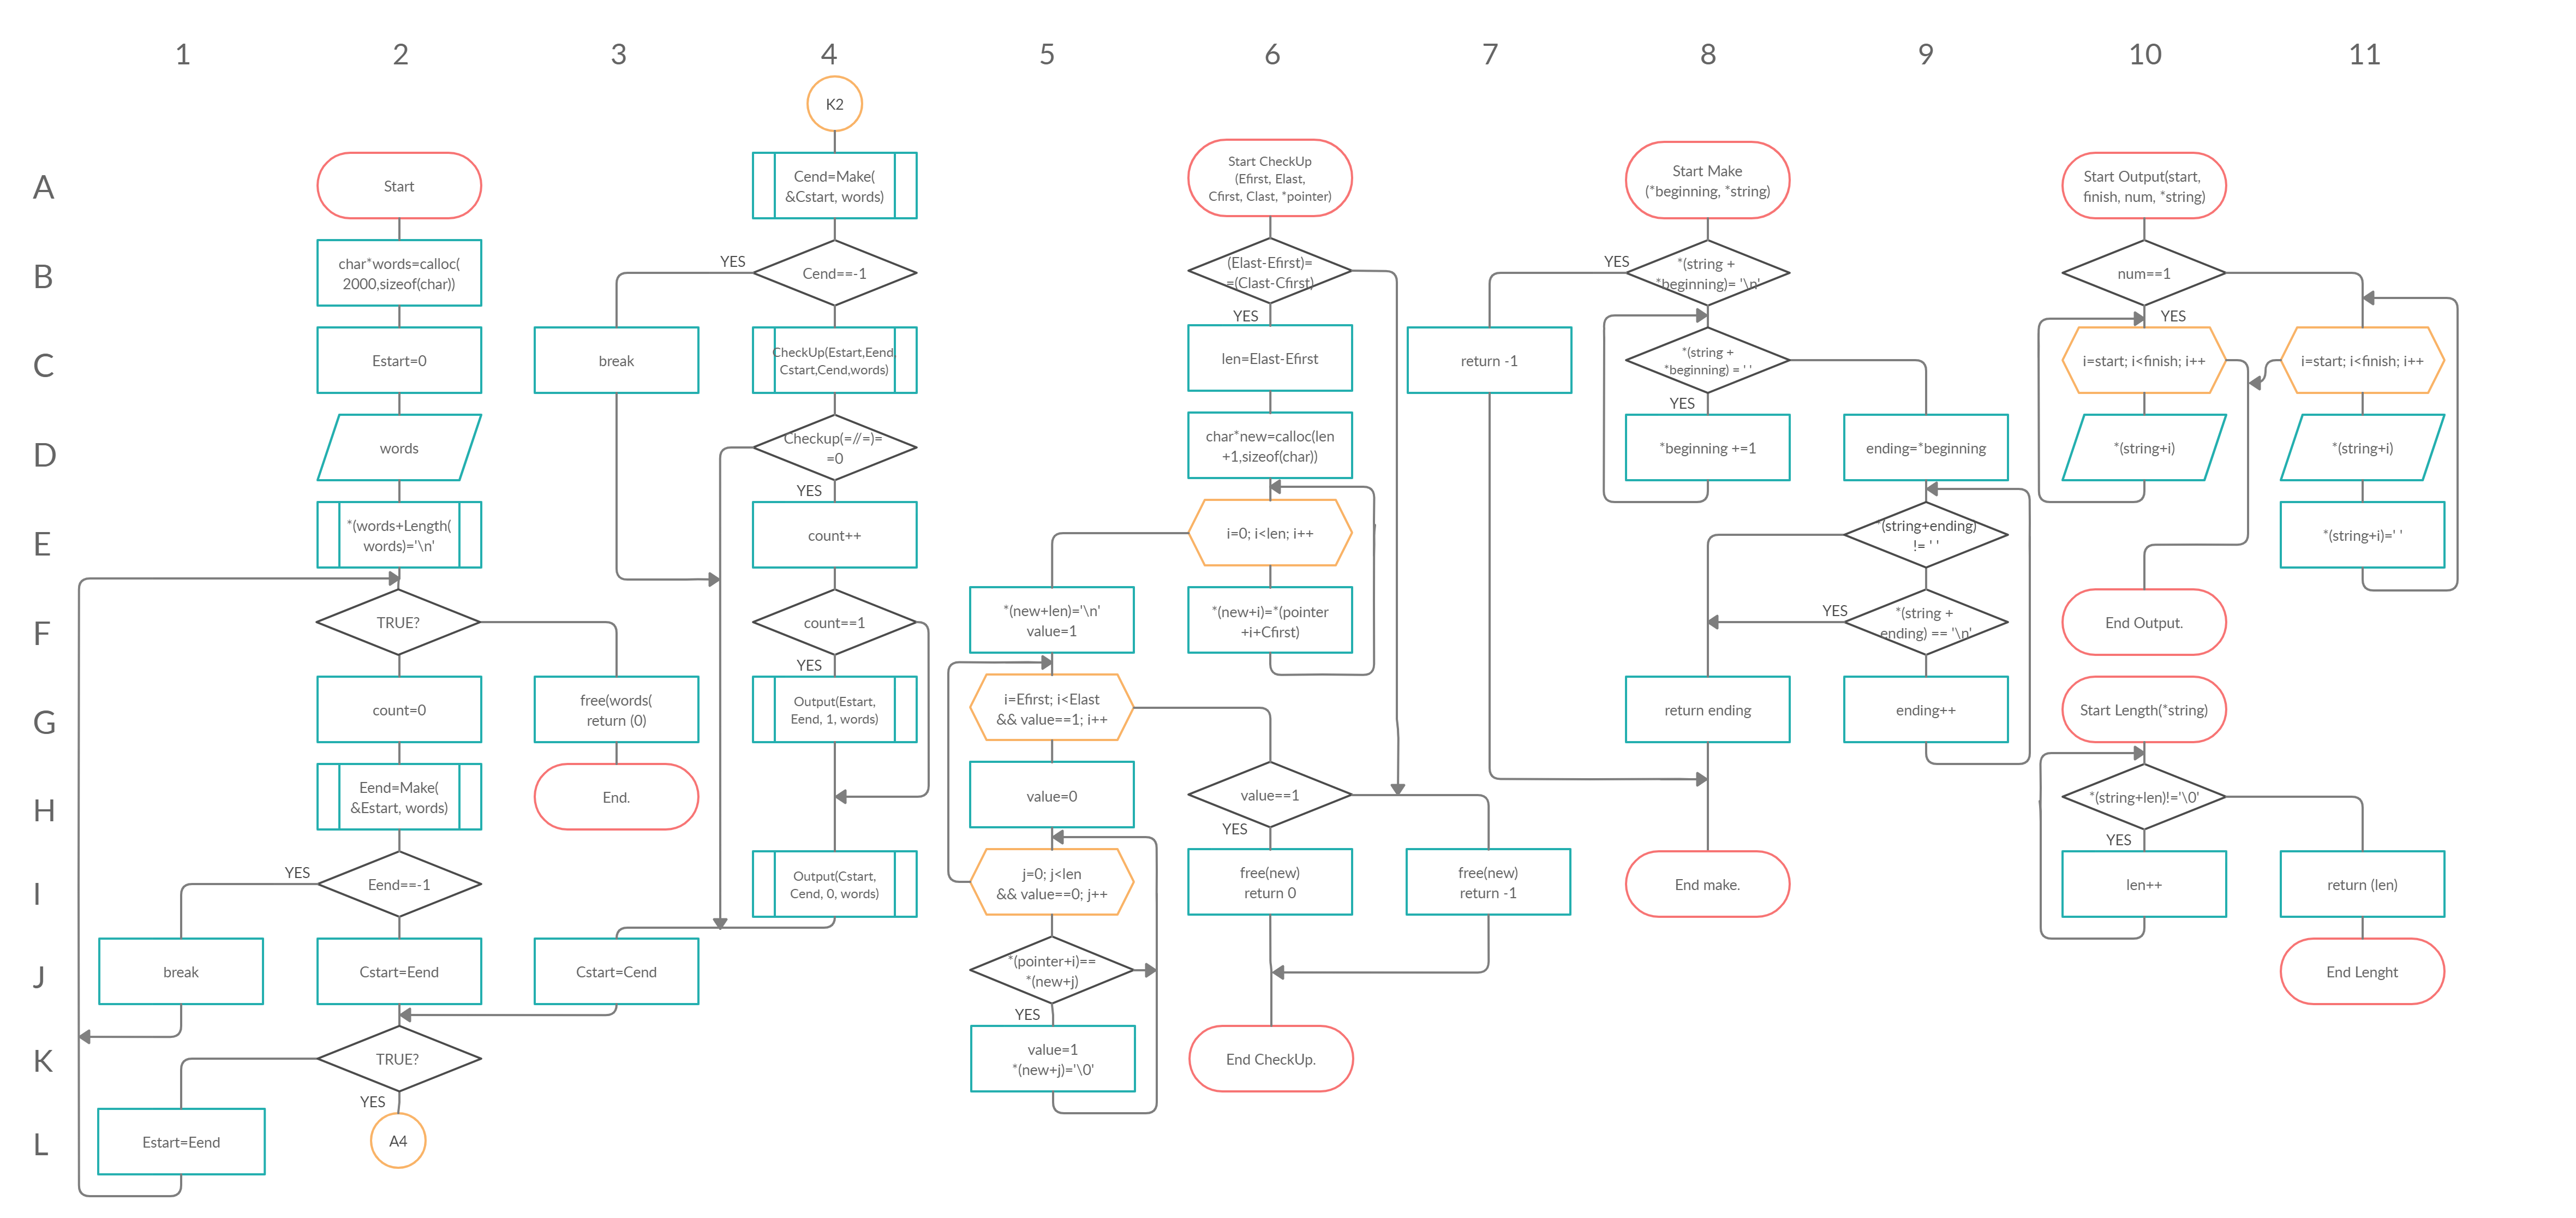 1
2
3
4
5
6
7
8
9
10
11
A
B
C
D
E
F
G
H
I
J
K
L
Start
char*words=calloc(
2000,sizeof(char))
Estart=0
words
*(words+Length(
words)='\n'
TRUE?
count=0
Eend=Make(
&Estart, words)
Eend==-1
YES
break
Cstart=Eend
TRUE?
YES
Estart=Eend
A4
free(words(
return (0)
End.
Cstart=Cend
K2
Cend=Make(
&Cstart, words)
Cend==-1
YES
break
CheckUp(Estart,Eend,
Cstart,Cend,words)
Checkup(=//=)=
=0
YES
count++
count==1
YES
Output(Estart,
Eend, 1, words)
Output(Cstart,
Cend, 0, words)
Start CheckUp
(Efirst, Elast,
Cfirst, Clast, *pointer)
(Elast-Efirst)=
=(Clast-Cfirst)
YES
len=Elast-Efirst
char*new=calloc(len
+1,sizeof(char))
i=0; i<len; i++
*(new+i)=*(pointer
+i+Cfirst)
*(new+len)='\n'
value=1
i=Efirst; i<Elast
&& value==1; i++
value=0
j=0; j<len
&& value==0; j++
*(pointer+i)==
*(new+j)
YES
value=1
*(new+j)='\0'
value==1
YES
free(new)
return 0
free(new)
return -1
End CheckUp.
Start Make
(*beginning, *string)
*(string +
*beginning)= '\n'
YES
return -1
*(string +
*beginning) = ' '
YES
*beginning +=1
ending=*beginning
*(string+ending)
!= ' '
*(string +
ending) == '\n'
YES
return ending
ending++
End make.
Start Output(start,
finish, num, *string)
num==1
YES
i=start; i<finish; i++
i=start; i<finish; i++
*(string+i)
*(string+i)
*(string+i)=' '
End Output.
Start Length(*string)
*(string+len)!='\0'
YES
len++
return (len)
End Lenght